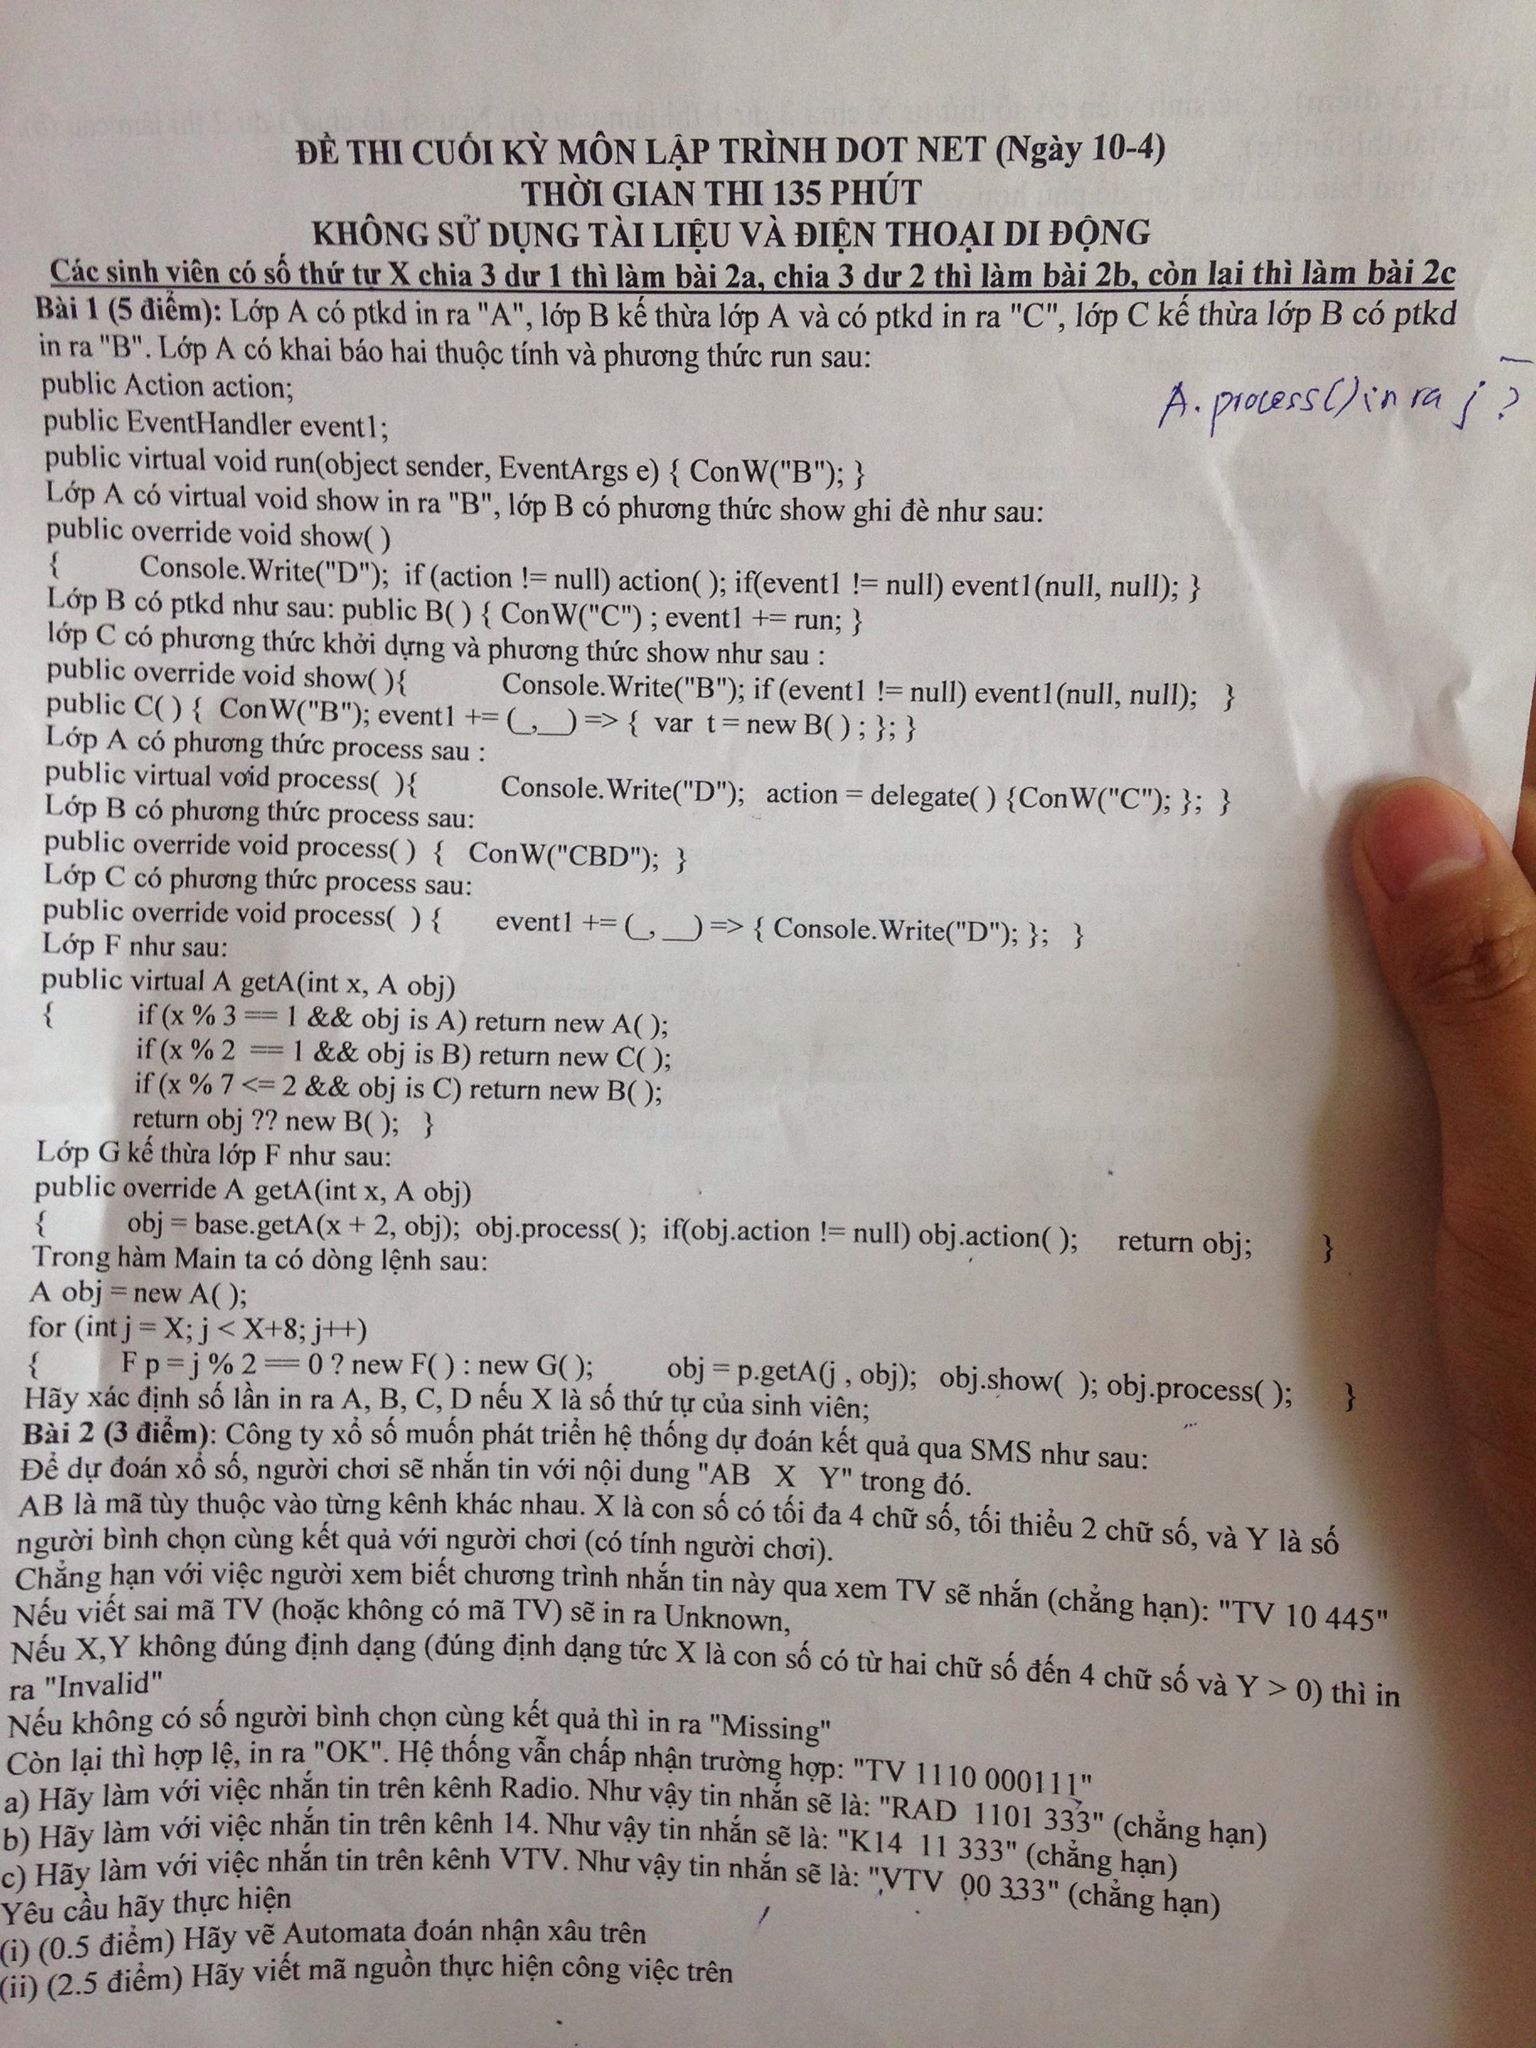 ĐỀ THI CUỐI KỲ MÔN LẬP TRÌNH DOT NET (Ngày 10-4)
THỜI GIAN THI 135 PHÚT
KHÔNG SỬ DỤNG TÀI LIỆU VÀ ĐIỆN THOẠI DI ĐỘNG
Các sinh viên có số thứ tự X chia 3 dư 1 thì làm bài 2a, chia 3 dư 2 thì làm bài 2b, còn lại thì làm bài 2c
Bài 1 (5 điểm): Lớp A có ptkd in ra "A", lớp B kế thừa lớp A và có ptkd in ra "C", lớp C kế thừa lớp B có ptkd
in ra "B". Lớp A có khai báo hai thuộc tính và phương thức run sau:
public Action action;
A.process() in ra j ?
public EventHandler event1;
public virtual void run(object sender, EventArgs e) { ConW("B"); }
Lớp A có virtual void show in ra "B", lớp B có phương thức show ghi đè như sau:
public override void show( )
{ Console.Write("D"); if (action != null) action( ); if(event1 != null) event1(null, null); }
Lớp B có ptkd như sau: public B( ) { ConW("C") ; event1 += run; }
lớp C có phương thức khởi dựng và phương thức show như sau :
public override void show( ){ Console.Write("B"); if (event1 != null) event1(null, null); }
public C( ) { ConW("B"); event1 += (_,__) => { var t = new B( ) ; }; }
Lớp A có phương thức process sau :
public virtual void process( ){ Console.Write("D"); action = delegate( ) {ConW("C"); }; }
Lớp B có phương thức process sau:
public override void process( ) { ConW("CBD"); }
Lớp C có phương thức process sau:
public override void process( ) { event1 += (_, __) => { Console.Write("D"); }; }
Lớp F như sau:
public virtual A getA(int x, A obj)
{ if (x % 3 == 1 && obj is A) return new A( );
if (x % 2 == 1 && obj is B) return new C( );
if (x % 7 <= 2 && obj is C) return new B( );
return obj ?? new B( ); }
Lớp G kế thừa lớp F như sau:
public override A getA(int x, A obj)
{ obj = base.getA(x + 2, obj); obj.process( ); if(obj.action != null) obj.action( ); return obj; }
Trong hàm Main ta có dòng lệnh sau:
A obj = new A( );
for (int j = X; j < X+8; j++)
{ F p = j % 2 == 0 ? new F( ) : new G( ); obj = p.getA(j , obj); obj.show( ); obj.process( ); }
Hãy xác định số lần in ra A, B, C, D nếu X là số thứ tự của sinh viên;
Bài 2 (3 điểm): Công ty xổ số muốn phát triển hệ thống dự đoán kết quả qua SMS như sau:
Để dự đoán xổ số, người chơi sẽ nhắn tin với nội dung "AB X Y" trong đó.
AB là mã tùy thuộc vào từng kênh khác nhau. X là con số có tối đa 4 chữ số, tối thiểu 2 chữ số, và Y là số
người bình chọn cùng kết quả với người chơi (có tính người chơi).
Chẳng hạn với việc người xem biết chương trình nhắn tin này qua xem TV sẽ nhắn (chẳng hạn): "TV 10 445"
Nếu viết sai mã TV (hoặc không có mã TV) sẽ in ra Unknown,
Nếu X,Y không đúng định dạng (đúng định dạng tức X là con số có từ hai chữ số đến 4 chữ số và Y > 0) thì in
ra "Invalid"
Nếu không có số người bình chọn cùng kết quả thì in ra "Missing"
Còn lại thì hợp lệ, in ra "OK". Hệ thống vẫn chấp nhận trường hợp: "TV 1110 000111"
a) Hãy làm với việc nhắn tin trên kênh Radio. Như vậy tin nhắn sẽ là: "RAD 1101 333" (chẳng hạn)
b) Hãy làm với việc nhắn tin trên kênh 14. Như vậy tin nhắn sẽ là: "K14 11 333" (chẳng hạn)
c) Hãy làm với việc nhắn tin trên kênh VTV. Như vậy tin nhắn sẽ là: "VTV 00 333" (chẳng hạn)
Yêu cầu hãy thực hiện
(i) (0.5 điểm) Hãy vẽ Automata đoán nhận xâu trên
(ii) (2.5 điểm) Hãy viết mã nguồn thực hiện công việc trên